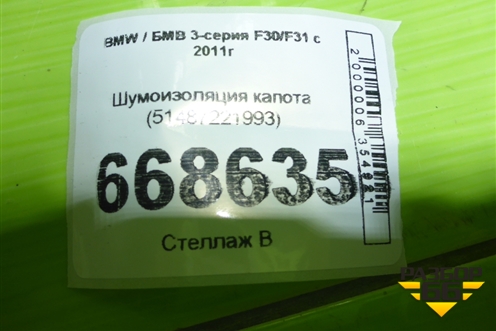 BMW / БМВ 3-серия F30/F31 с
2011г
Шумоизоляция капота
(51487221993)
668635
Стеллаж В